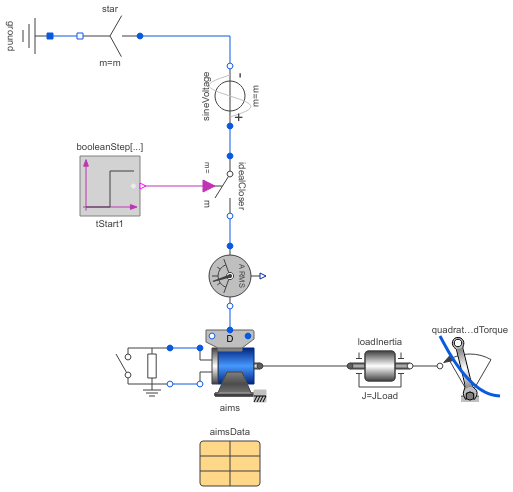 star
ground
m=m
sineVoltage
-
m=m
+
booleanStep[...]
m=
m
idealCloser
tStart1
A RMS
D
loadInertia
quadrat...dTorque
J=JLoad
aims
aimsData